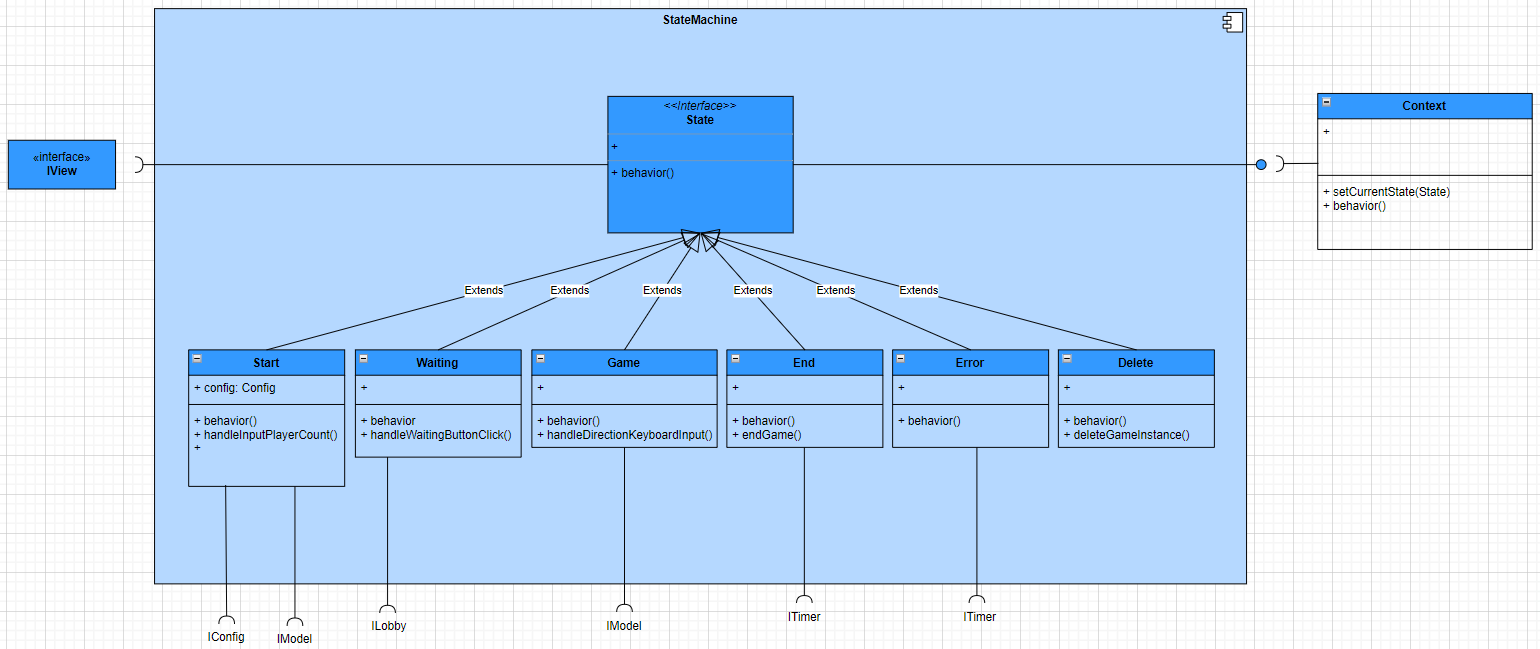 StateMachine
<<Interface>>
State
+
+ behavior()
«interface»
IView
Context
+
+ setCurrentState(State)
+ behavior()
Extends
Extends
Extends
Extends
Extends
Extends
Start
+ config: Config
+ behavior()
+ handleInputPlayerCount()
+
Waiting
+
+ behavior
+ handleWaitingButtonClick()
Game
+
+ behavior()
+ handleDirectionKeyboardInput()
End
+
+ behavior()
+ endGame()
Error
+
+ behavior()
Delete
+
+ behavior()
+ deleteGameInstance()
IConfig
IModel
ILobby
IModel
ITimer
ITimer